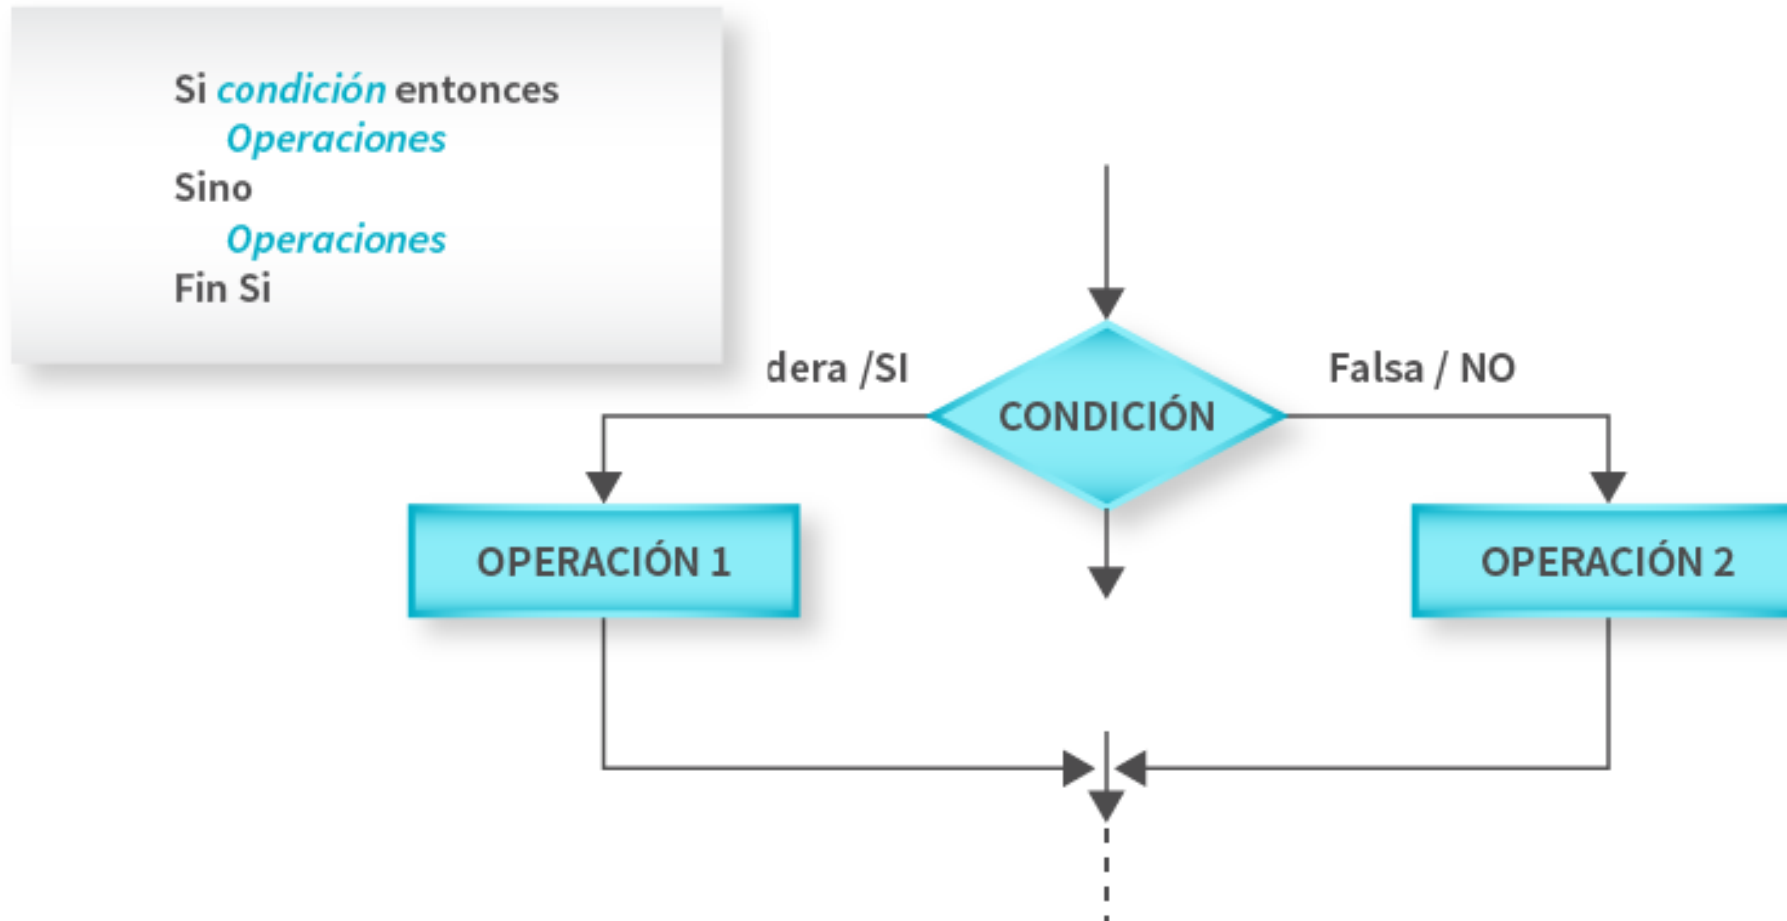 Si condición entonces
Operaciones
Sino
Operaciones
Fin Si
dera /SI
Falsa / NO
CONDICIÓN
OPERACIÓN 1
OPERACIÓN 2